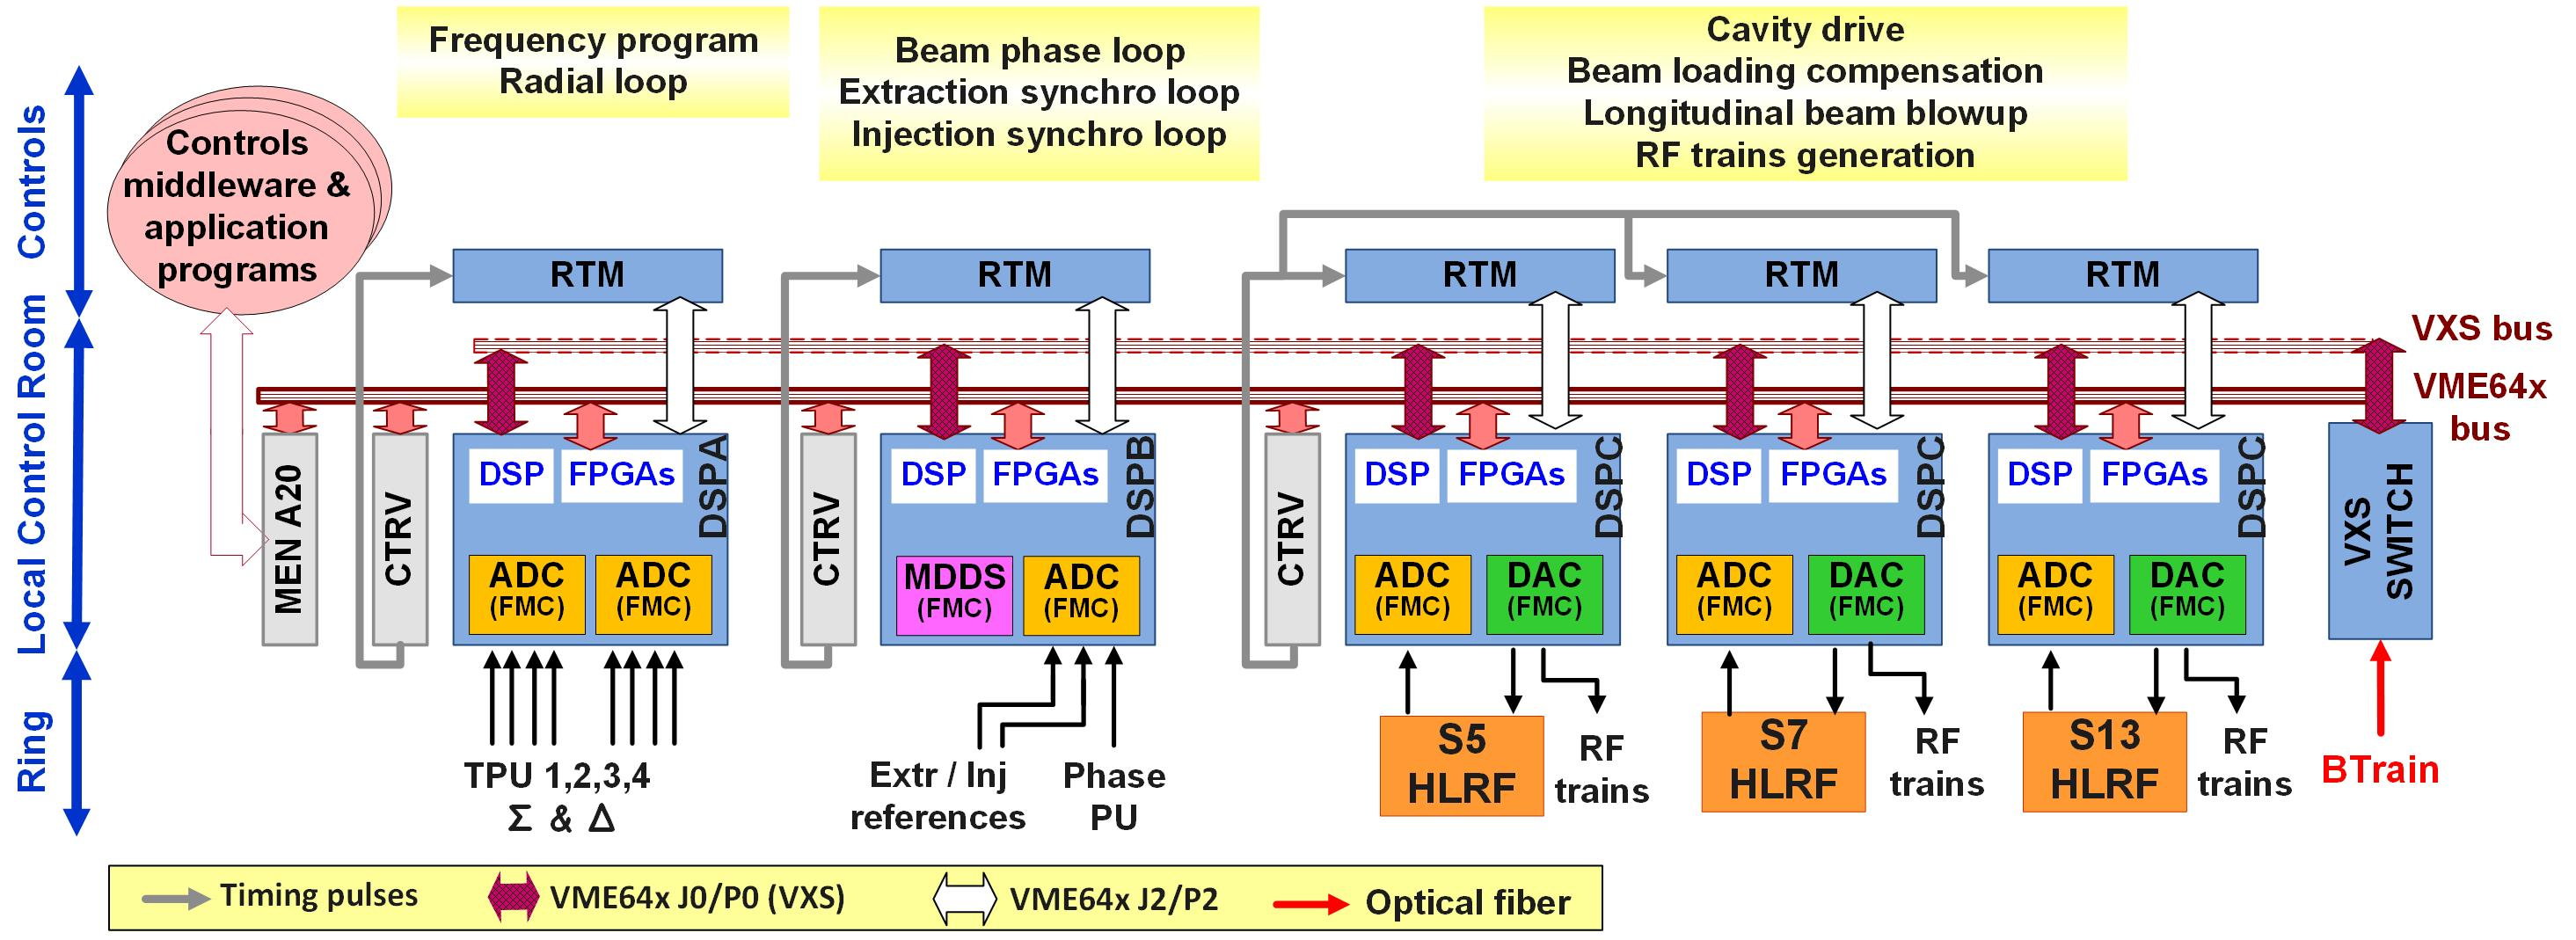 Frequency program
Radial loop
Beam phase loop
Extraction synchro loop
Injection synchro loop
Cavity drive
Beam loading compensation
Longitudinal beam blowup
RF trains generation
Controls
Local Control Room
Ring
Controls
middleware &
application
programs
RTM
RTM
RTM
RTM
RTM
VXS bus
VME64x
bus
MEN A20
CTRV
DSP
FPGAs
DSPA
ADC
(FMC)
ADC
(FMC)
CTRV
DSP
FPGAs
DSPB
MDDS
(FMC)
ADC
(FMC)
CTRV
DSP
FPGAs
DSPC
ADC
(FMC)
DAC
(FMC)
DSP
FPGAs
DSPC
ADC
(FMC)
DAC
(FMC)
DSP
FPGAs
DSPC
ADC
(FMC)
DAC
(FMC)
VXS
SWITCH
TPU 1,2,3,4
Σ & Δ
Extr / Inj
references
Phase
PU
S5
HLRF
RF
trains
S7
HLRF
RF
trains
S13
HLRF
RF
trains
BTrain
Timing pulses
VME64x J0/P0 (VXS)
VME64x J2/P2
Optical fiber